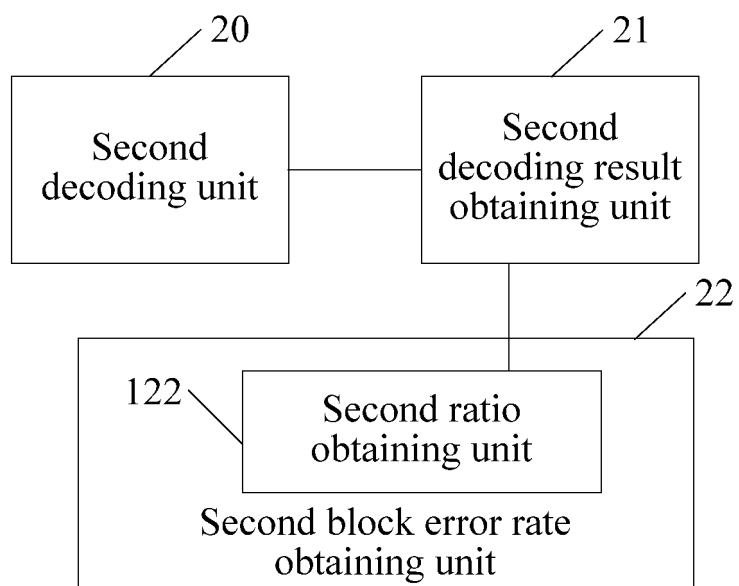 20
21
Second
decoding unit
Second
decoding result
obtaining unit
22
122
Second ratio
obtaining unit
Second block error rate
obtaining unit